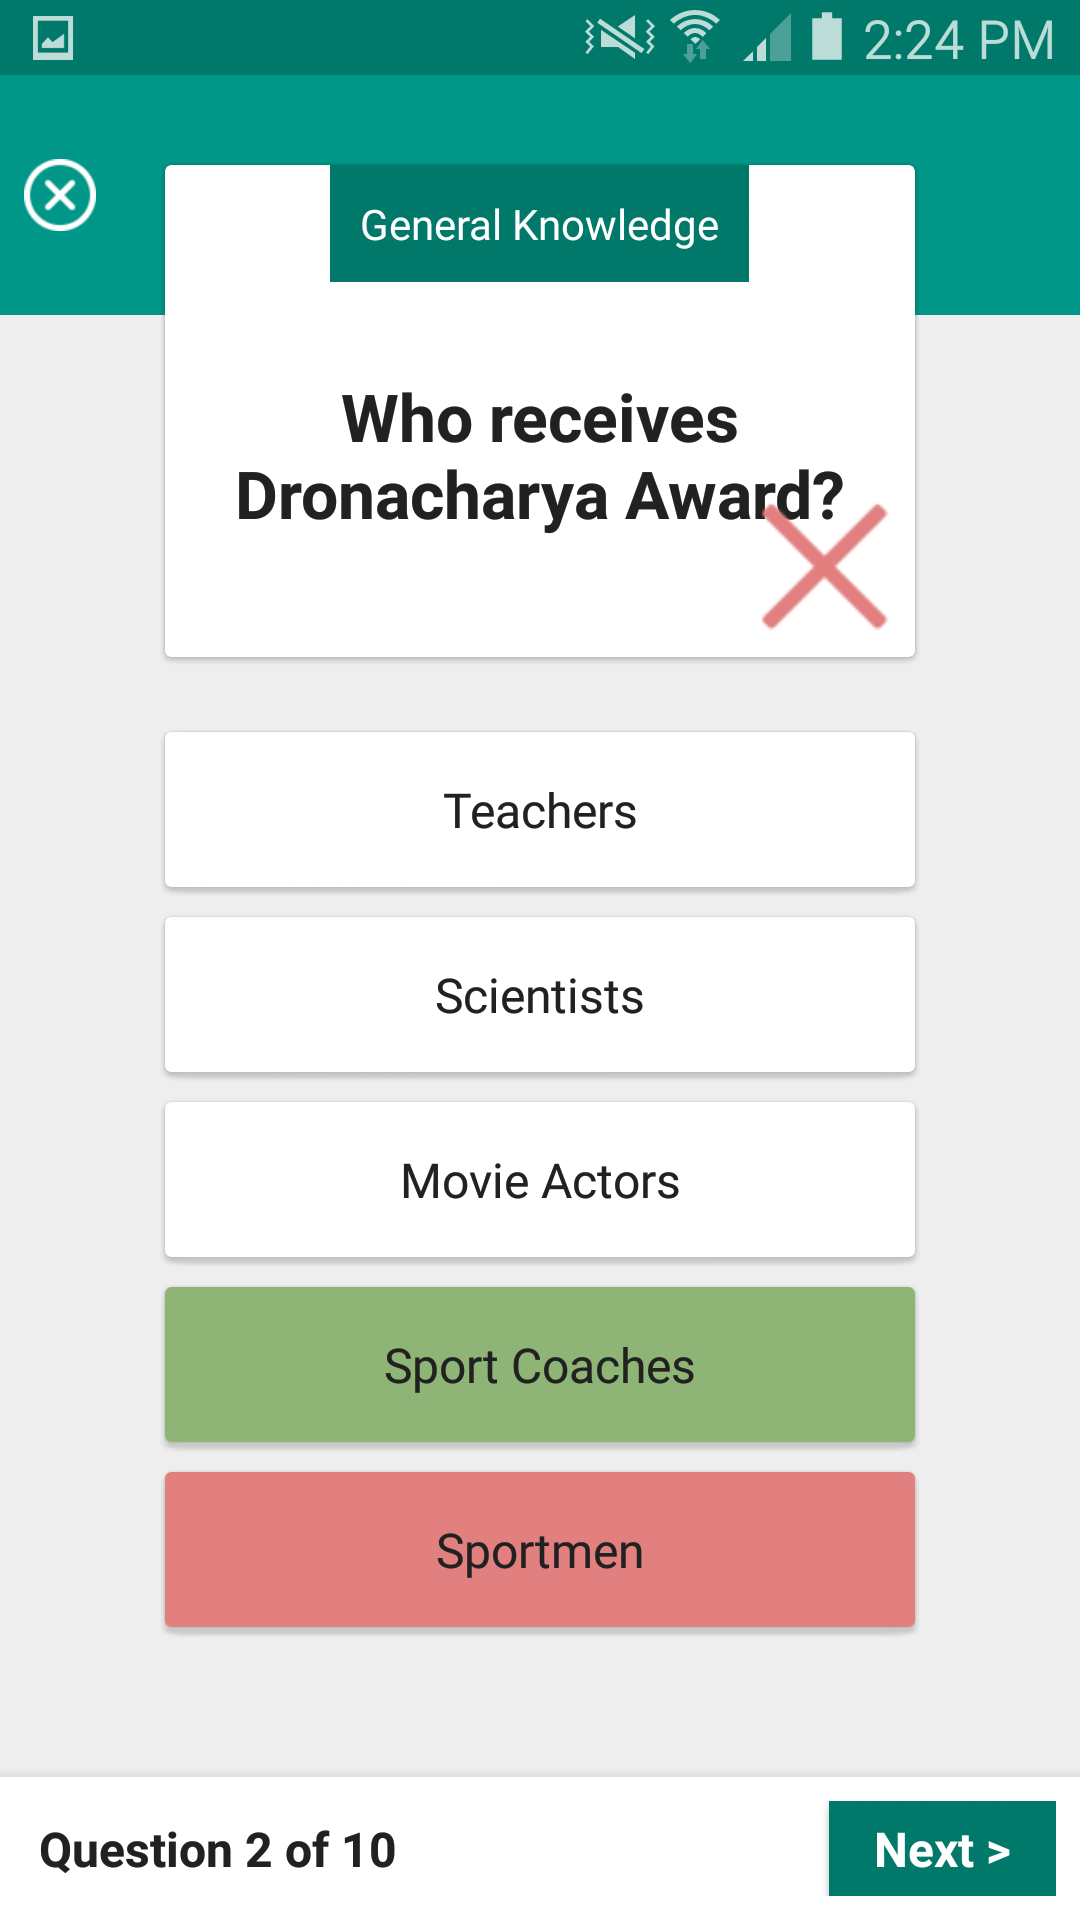 2:24 PM
General Knowledge
Who receives
Dronacharya Award?
Teachers
Scientists
Movie Actors
Sport Coaches
Sportmen
Question 2 of 10
Next >